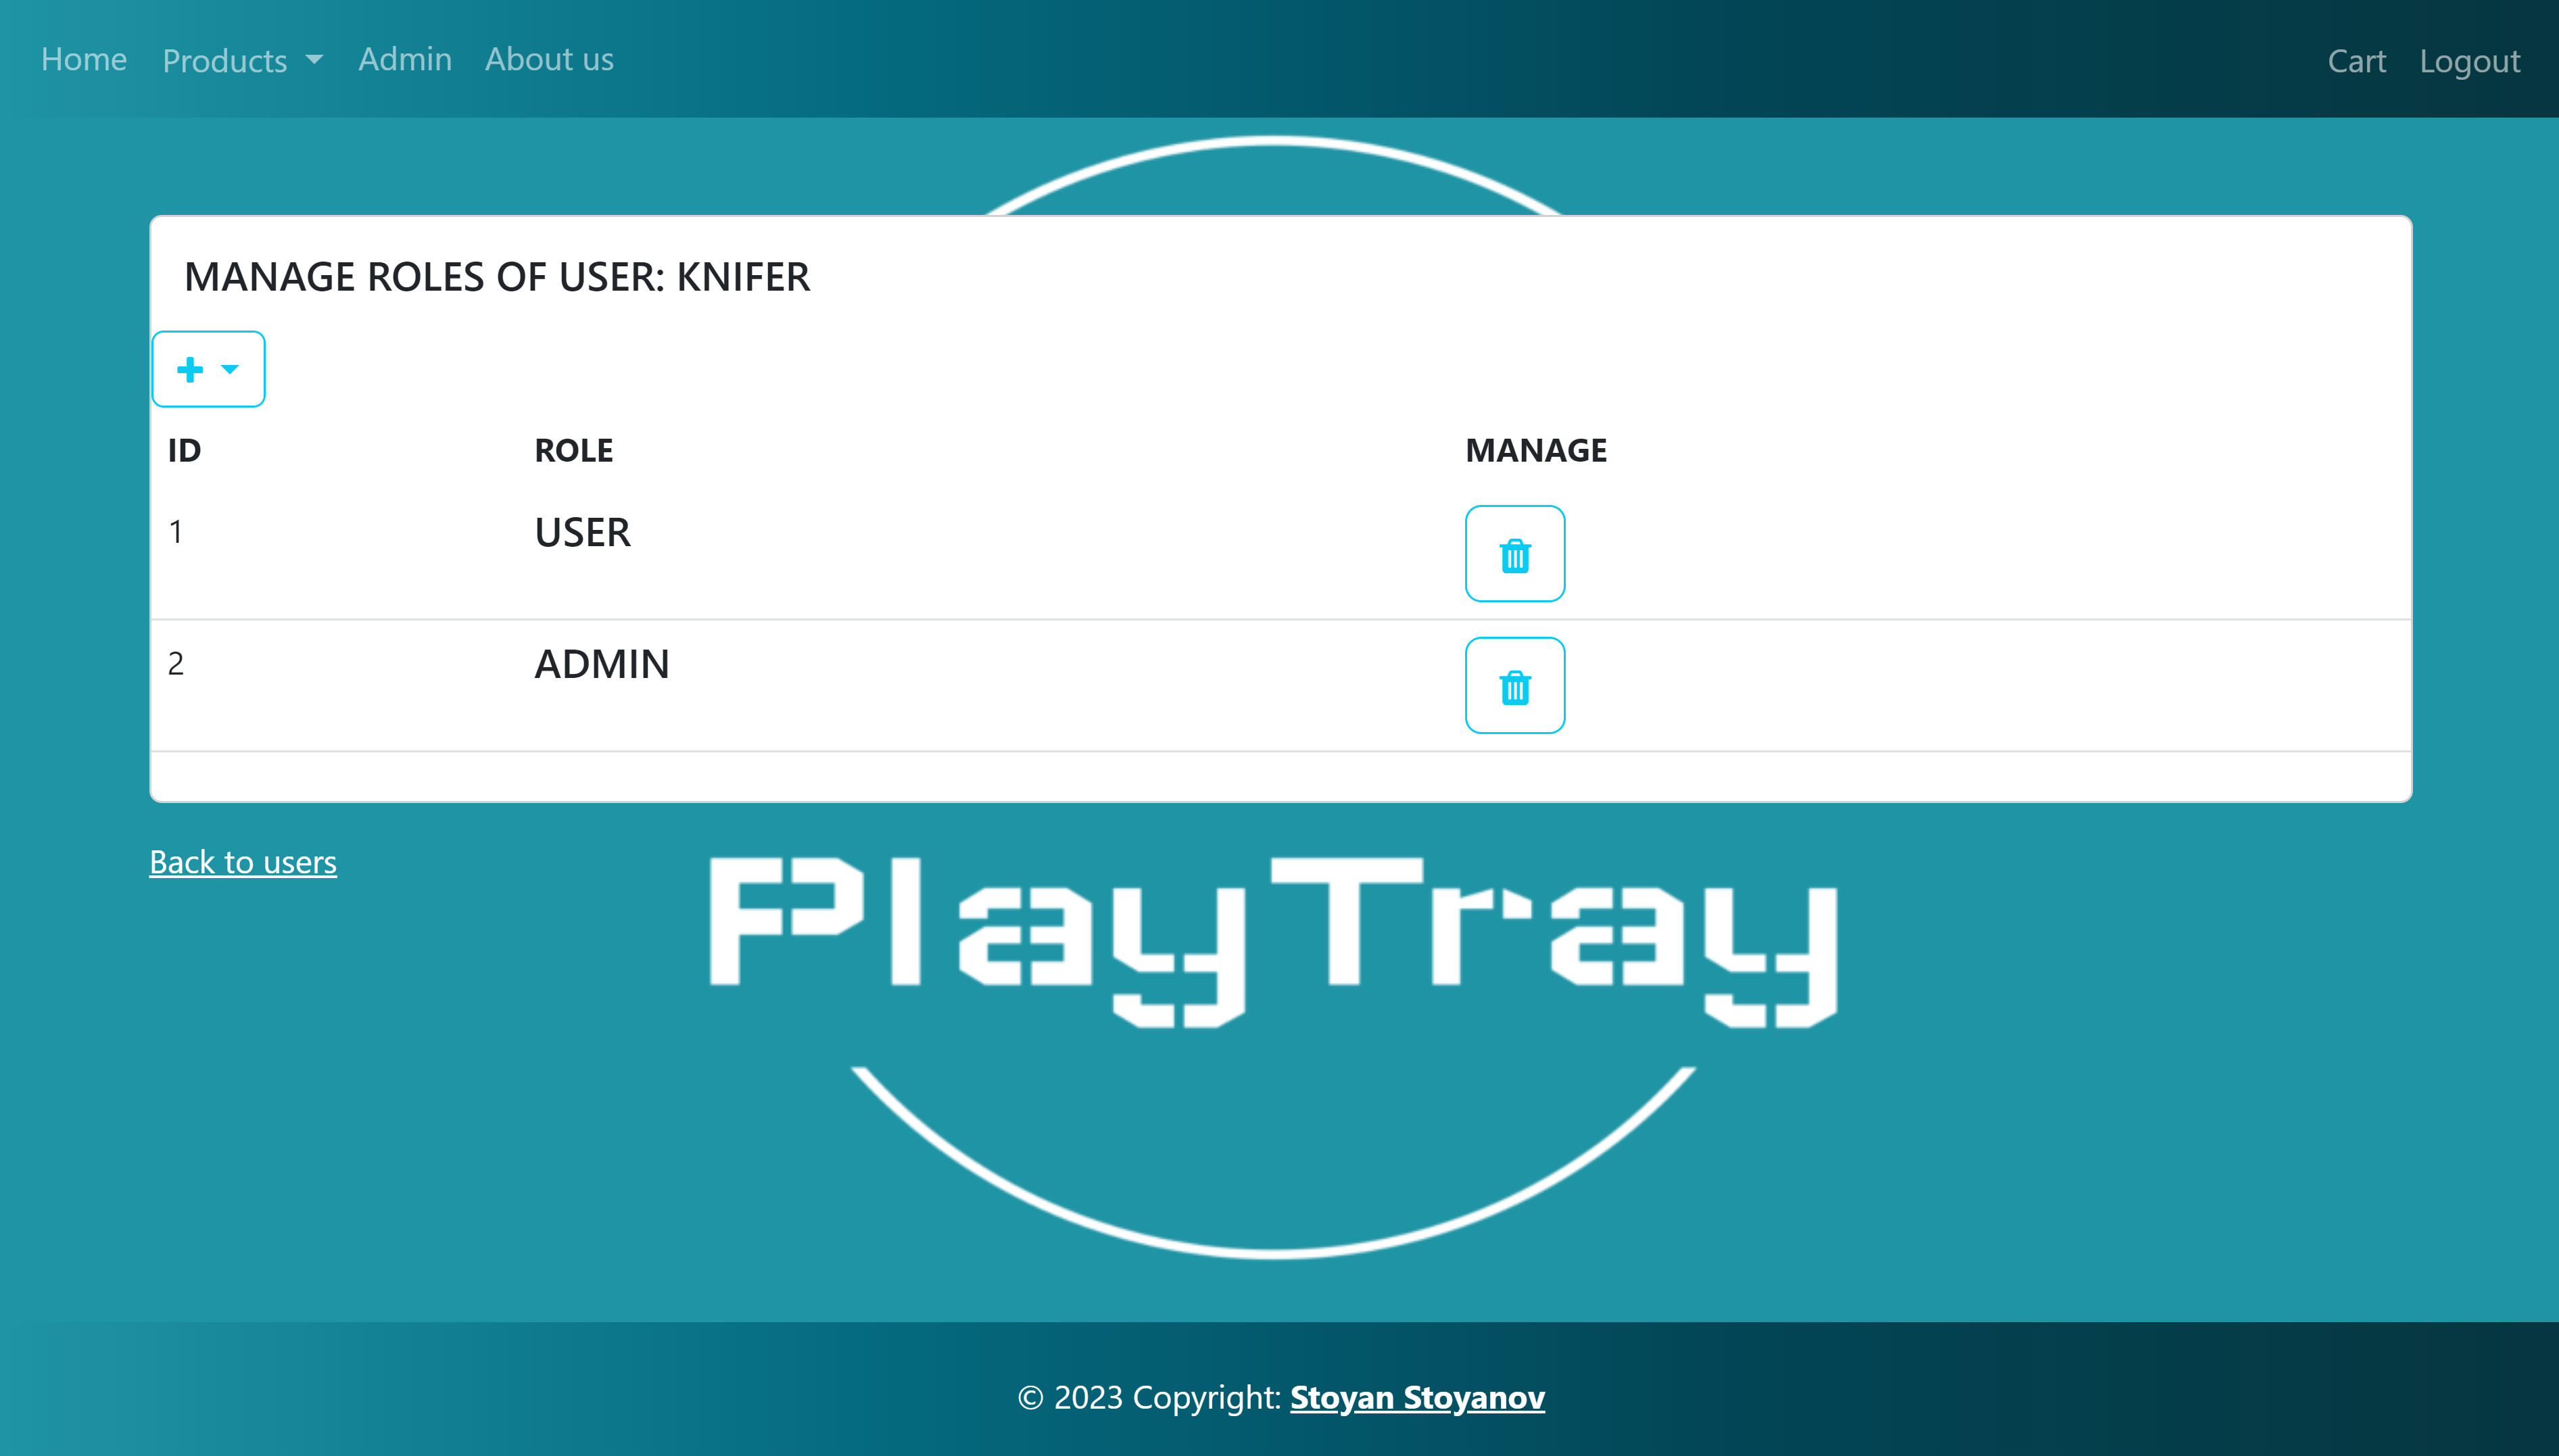 Home Products Admin About us Cart Logout
MANAGE ROLES OF USER: KNIFER
ID ROLE MANAGE
1 USER
2 ADMIN
Back to users
PlayTray
© 2023 Copyright: Stoyan Stoyanov